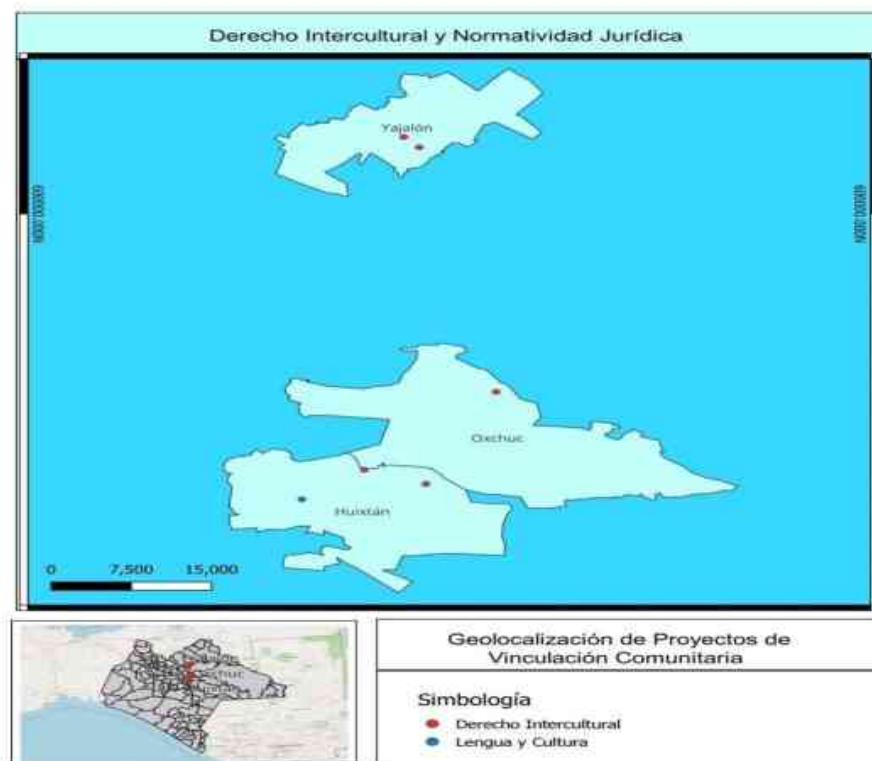 Derecho Intercultural y Normatividad Jurídica
Yajalón
Oxchuc
Huixtán
0 7,500 15,000
Geolocalización de Proyectos de
Vinculación Comunitaria
Simbología
Derecho Intercultural
Lengua y Cultura